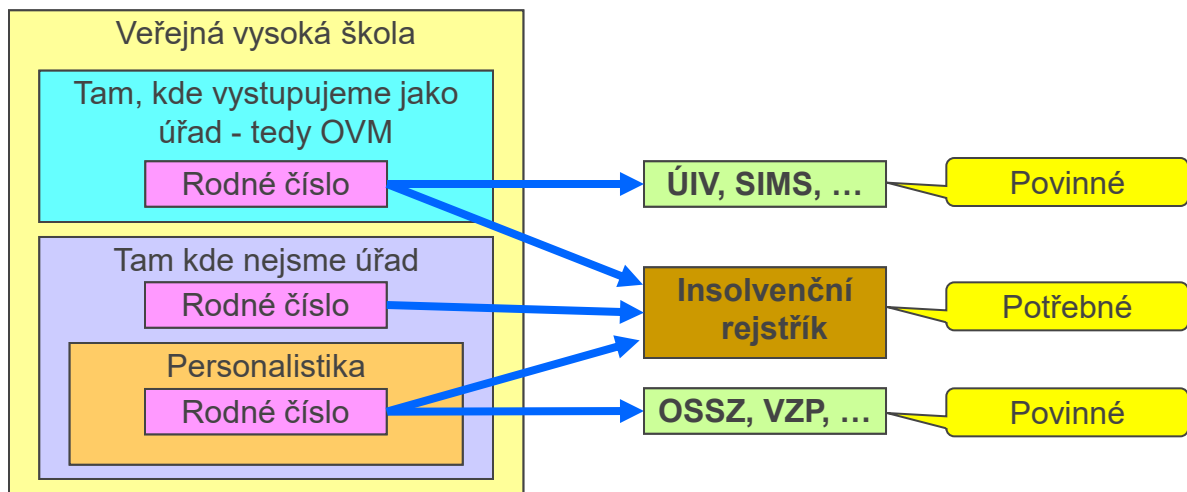 Veřejná vysoká škola
Tam, kde vystupujeme jako
úřad - tedy OVM
Rodné číslo
ÚIV, SIMS, …
Povinné
Tam kde nejsme úřad
Rodné číslo
Insolvenční
rejstřík
Potřebné
Personalistika
Rodné číslo
OSSZ, VZP, …
Povinné